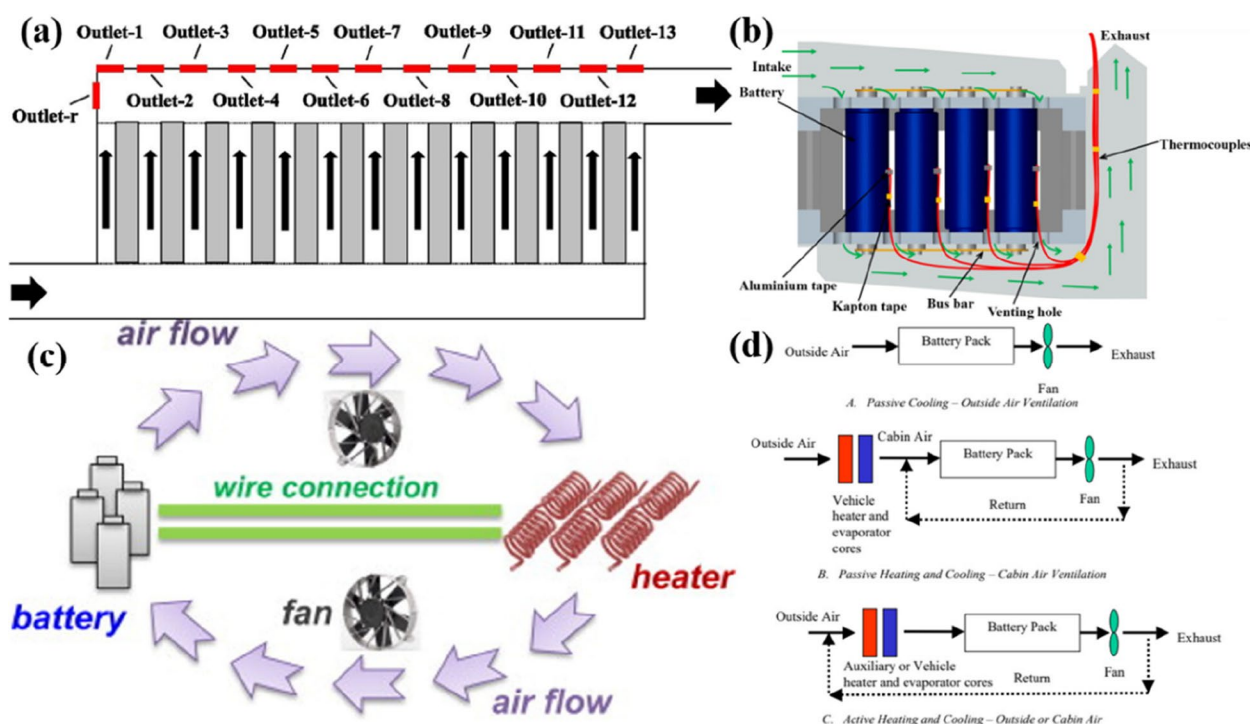 (a)
Outlet-1
Outlet-3
Outlet-5
Outlet-7
Outlet-9
Outlet-11
Outlet-13
Outlet-r
Outlet-2
Outlet-4
Outlet-6
Outlet-8
Outlet-10
Outlet-12
(b)
Exhaust
Intake
Battery
Thermocouples
Aluminium tape
Kapton tape
Bus bar
Venting hole
(c)
air flow
wire connection
heater
battery
fan
air flow
(d)
Outside Air
Battery Pack
Exhaust
Fan
A. Passive Cooling – Outside Air Ventilation
Outside Air
Cabin Air
Battery Pack
Exhaust
Fan
Return
Vehicle
heater and
evaporator
cores
B. Passive Heating and Cooling – Cabin Air Ventilation
Outside Air
Battery Pack
Exhaust
Fan
Auxiliary or Vehicle
heater and evaporator cores
Return
C. Active Heating and Cooling – Outside or Cabin Air